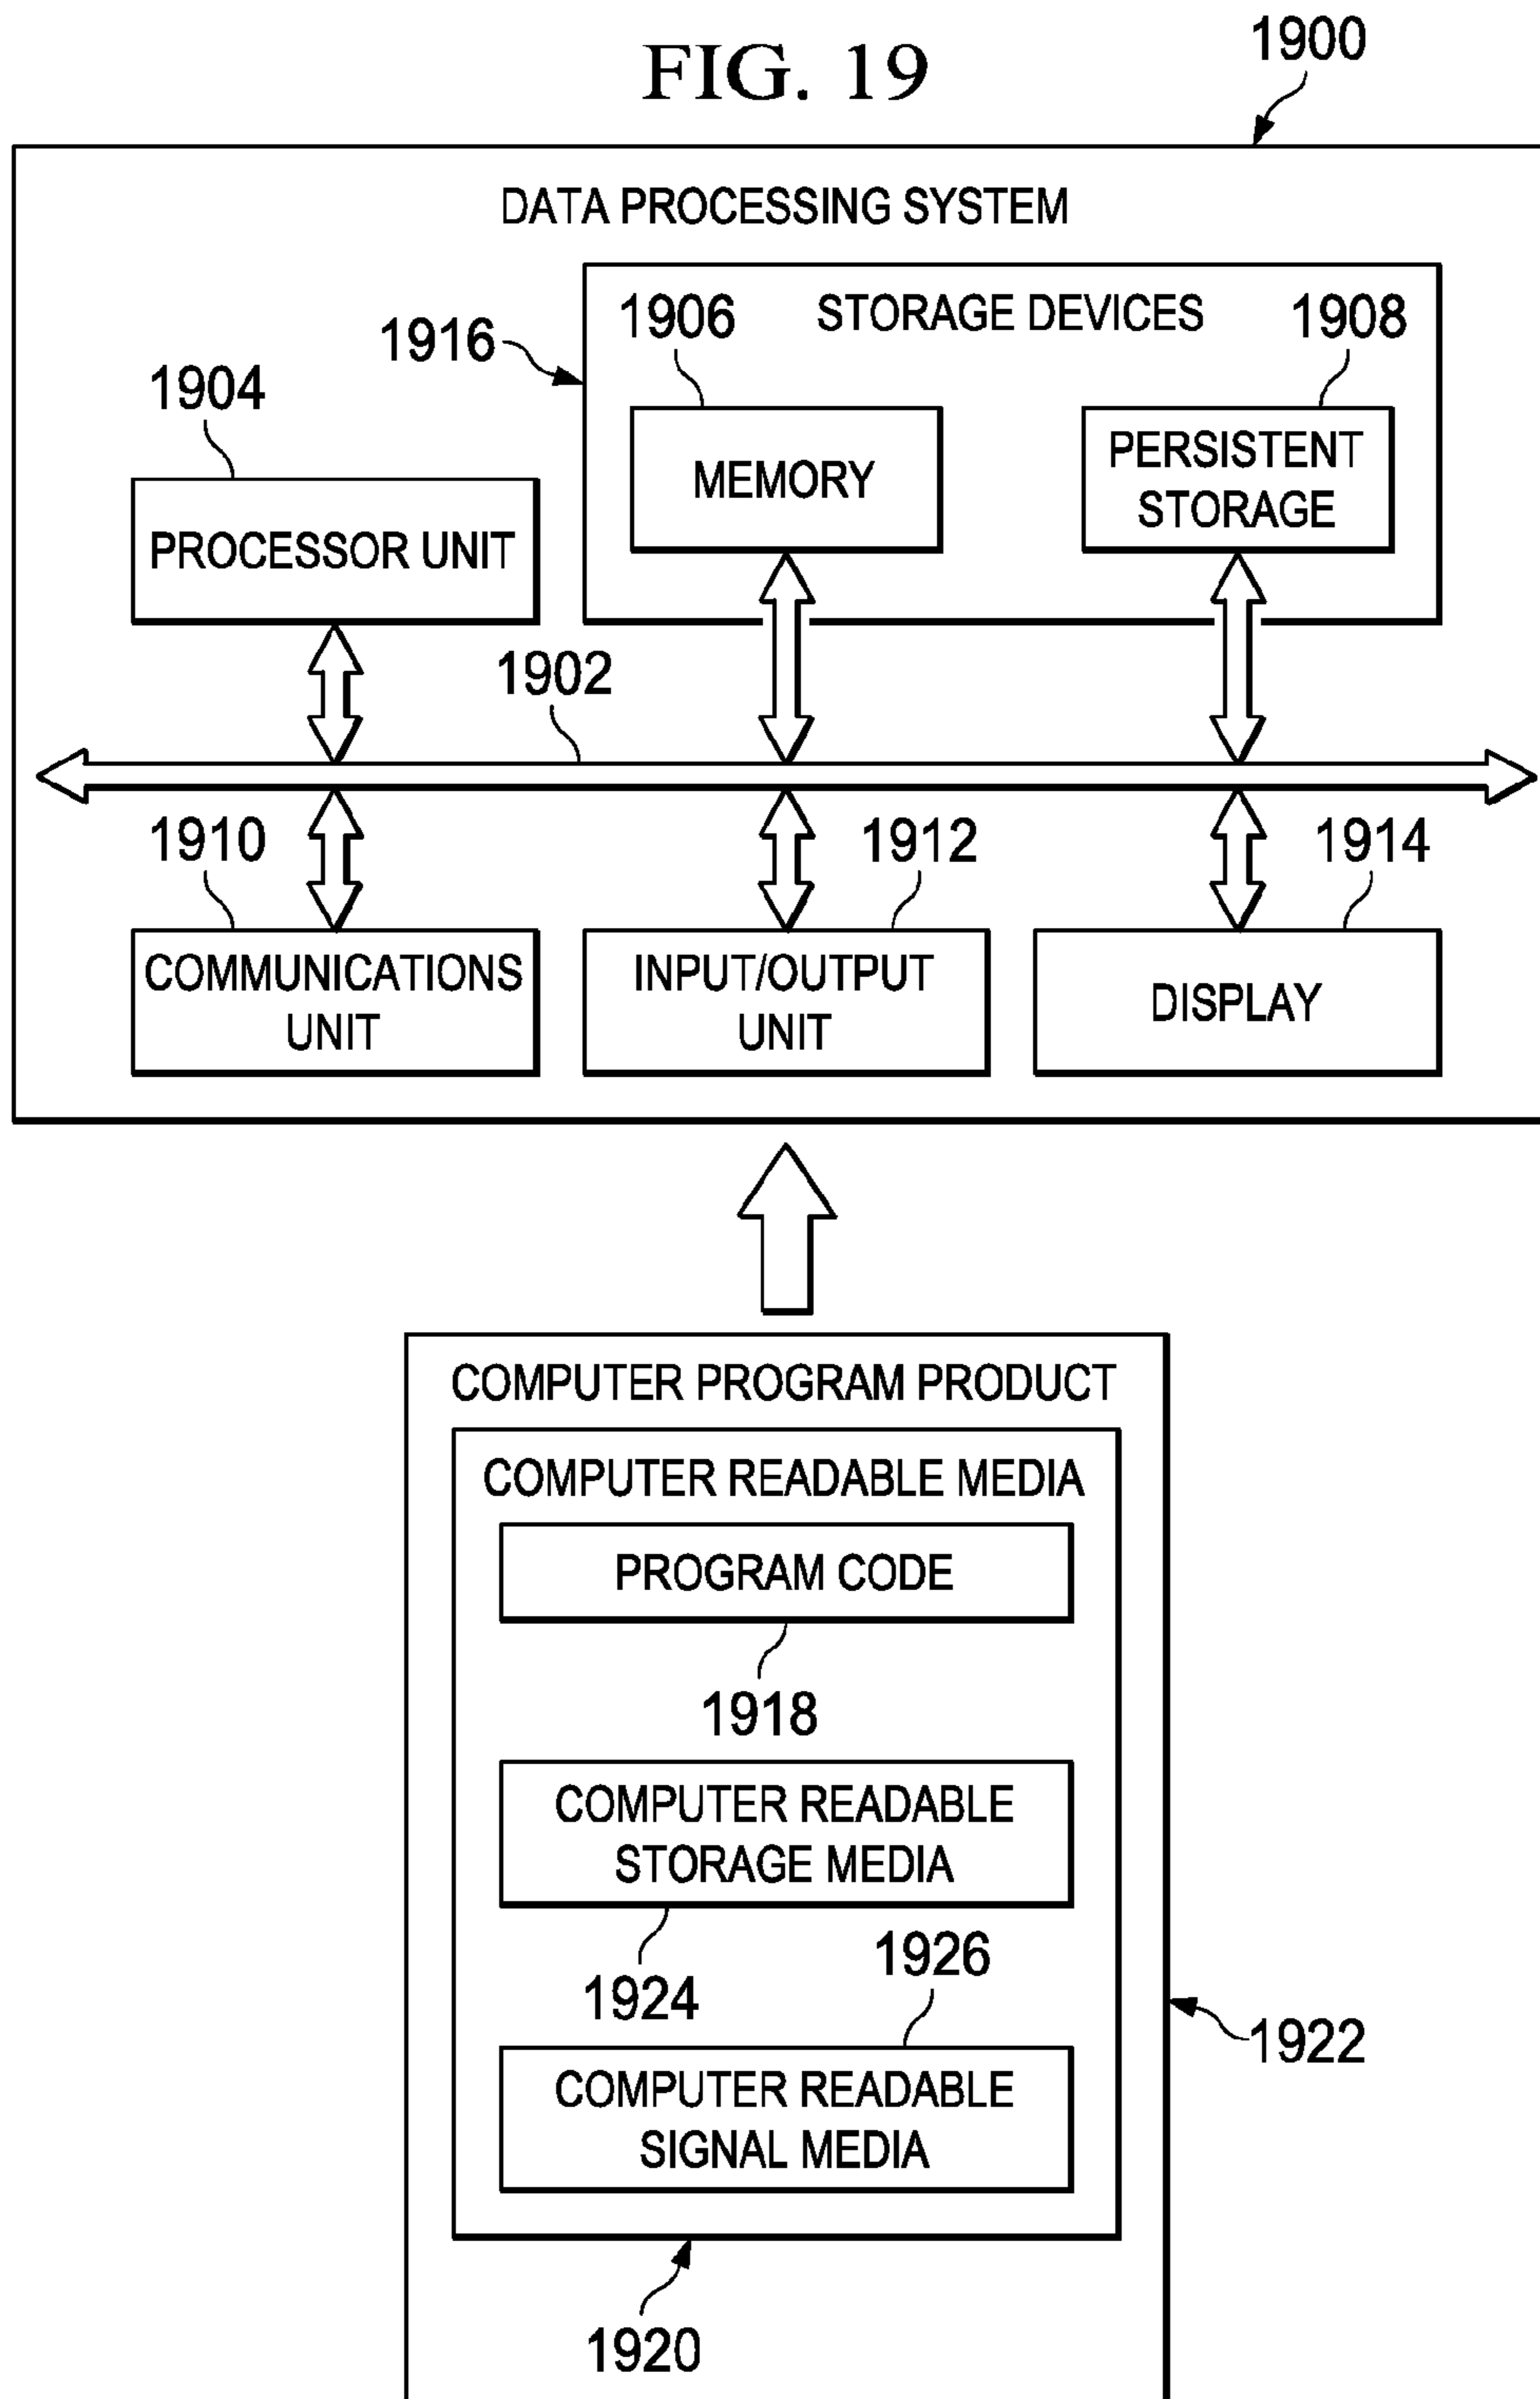 FIG. 19
1900
DATA PROCESSING SYSTEM
1916
1906
STORAGE DEVICES
1908
1904
MEMORY
PERSISTENT
STORAGE
PROCESSOR UNIT
1902
1910
1912
1914
COMMUNICATIONS
UNIT
INPUT/OUTPUT
UNIT
DISPLAY
COMPUTER PROGRAM PRODUCT
COMPUTER READABLE MEDIA
PROGRAM CODE
1918
COMPUTER READABLE
STORAGE MEDIA
1924
1926
1922
COMPUTER READABLE
SIGNAL MEDIA
1920